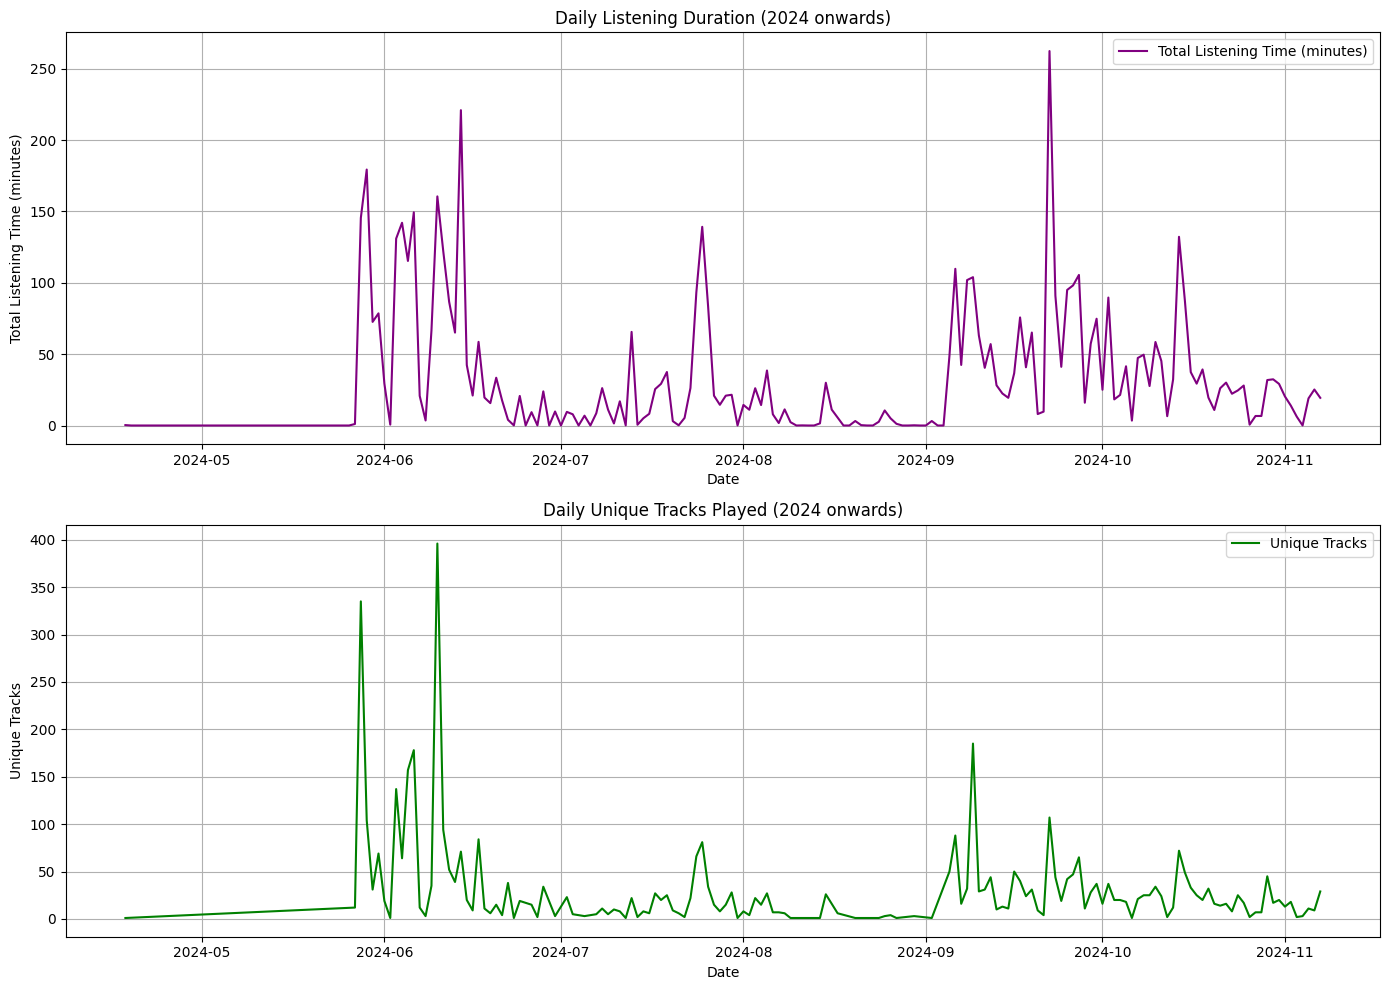 Daily Listening Duration (2024 onwards)
Total Listening Time (minutes)
Total Listening Time (minutes)
250
200
150
100
50
0
2024-05 2024-06 2024-07 2024-08 2024-09 2024-10 2024-11
Date
Daily Unique Tracks Played (2024 onwards)
Unique Tracks
Unique Tracks
400
350
300
250
200
150
100
50
0
2024-05 2024-06 2024-07 2024-08 2024-09 2024-10 2024-11
Date